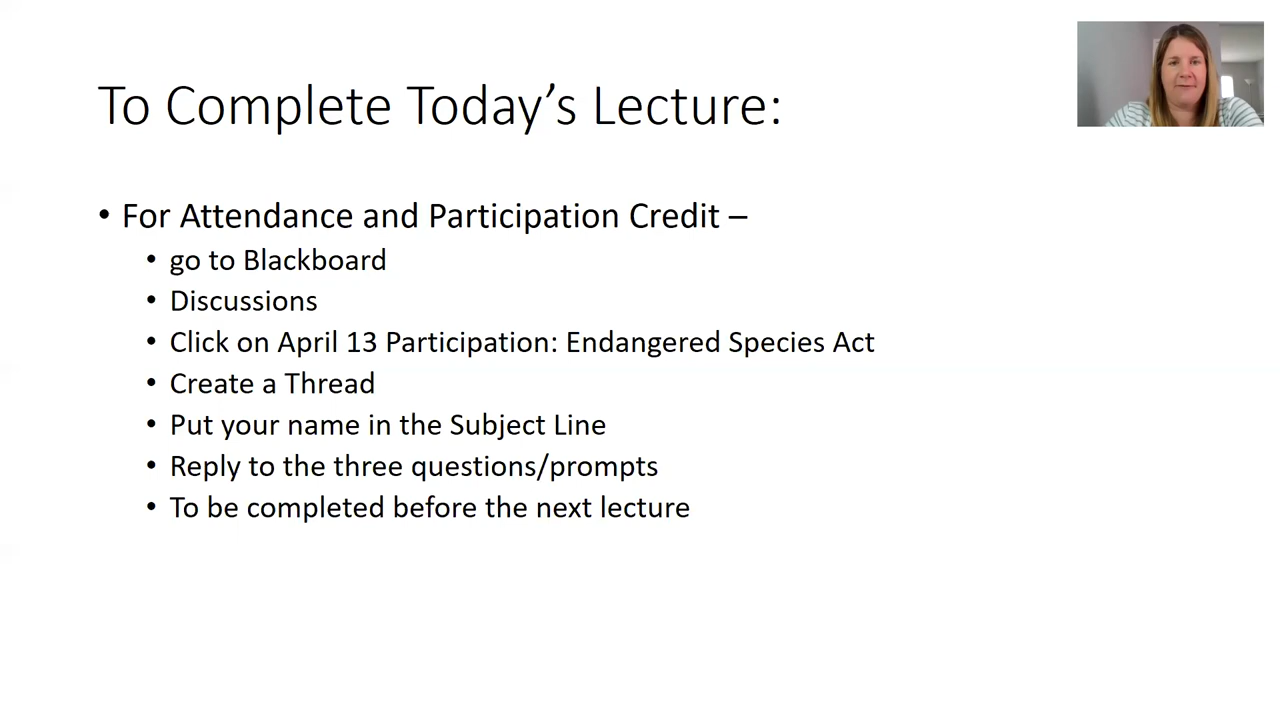 To Complete Today’s Lecture:
• For Attendance and Participation Credit –
• go to Blackboard
• Discussions
• Click on April 13 Participation: Endangered Species Act
• Create a Thread
• Put your name in the Subject Line
• Reply to the three questions/prompts
• To be completed before the next lecture